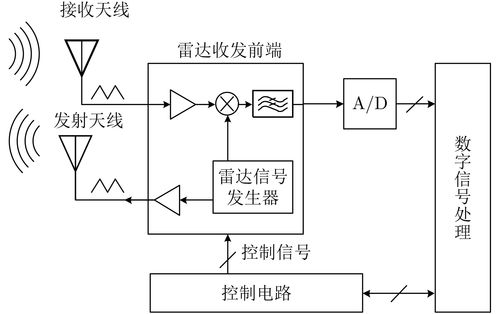 接收天线
雷达收发前端
A/D
发射天线
数字信号处理
雷达信号
发生器
控制信号
控制电路